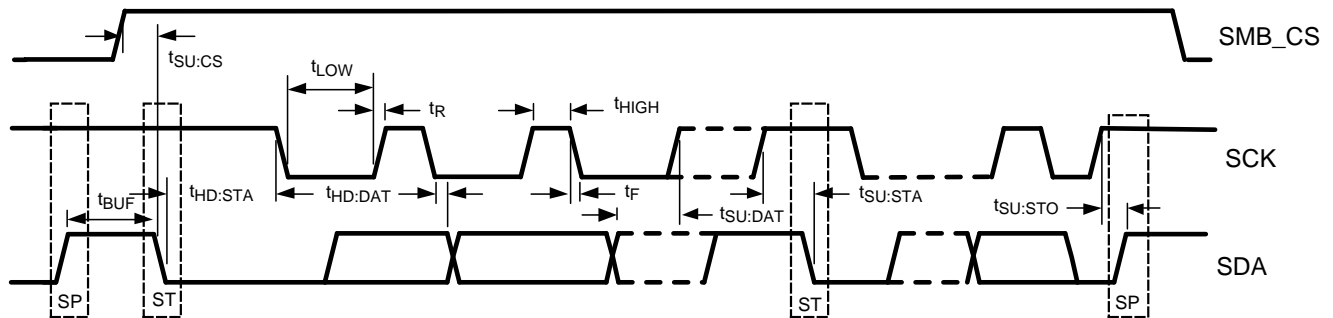 SMB_CS
tSU:CS
tLOW
tR
tHIGH
SCK
tHD:STA
tHD:DAT
tF
tSU:DAT
tSU:STA
tSU:STO
tBUF
SDA
SP
ST
ST
SP